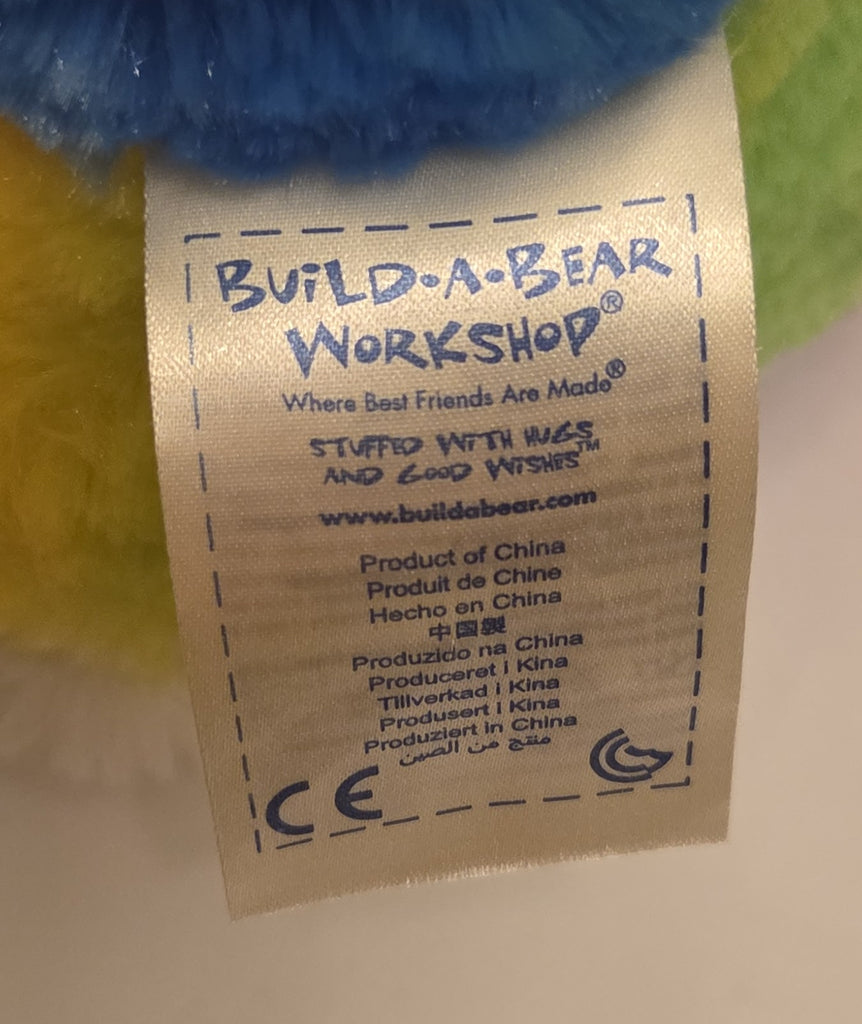 BUiLD•A•BEAR
WORKSHOP®
Where Best Friends Are Made®
STUFFED WiTH HUGS
AND GOOD WiSHES™
www.buildabear.com
Product of China
Produit de Chine
Hecho en China
中国製
Produzido na China
Produceret i Kina
Tillverkad i Kina
Produsert i Kina
Produziert in China
منتج من الصين
CE